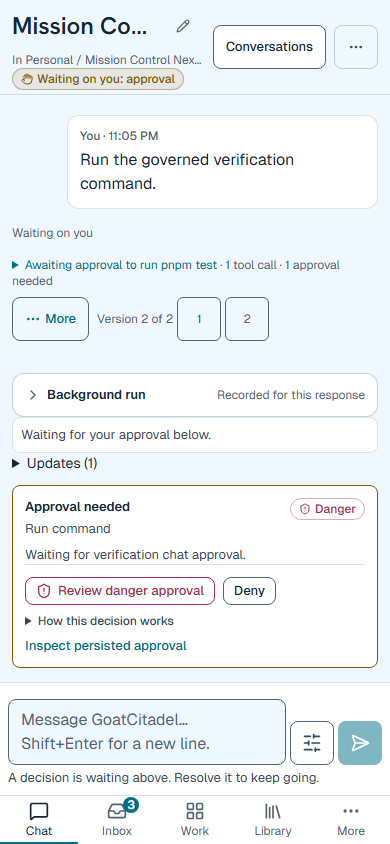 Mission Co...
Conversations
In Personal / Mission Control Nex...
Waiting on you: approval
You · 11:05 PM
Run the governed verification
command.
Waiting on you
Awaiting approval to run pnpm test · 1 tool call · 1 approval
needed
More
Version 2 of 2
1
2
Background run
Recorded for this response
Waiting for your approval below.
Updates (1)
Approval needed
Danger
Run command
Waiting for verification chat approval.
Review danger approval
Deny
How this decision works
Inspect persisted approval
Message GoatCitadel...
Shift+Enter for a new line.
A decision is waiting above. Resolve it to keep going.
3
Chat
Inbox
Work
Library
More